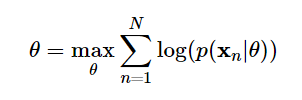 θ = max_θ ∑_{n=1}^{N} log(p(𝐱_n|θ))